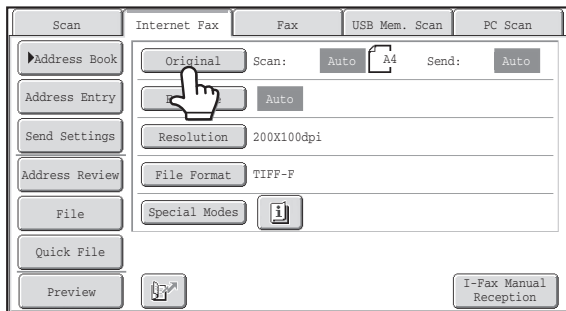 Scan
Internet Fax
Fax
USB Mem. Scan
PC Scan
Address Book
Original
Scan:
Auto
A4
Send:
Auto
Address Entry
Auto
Send Settings
Resolution
200X100dpi
Address Review
File Format
TIFF-F
File
Special Modes
Quick File
Preview
I-Fax Manual
Reception